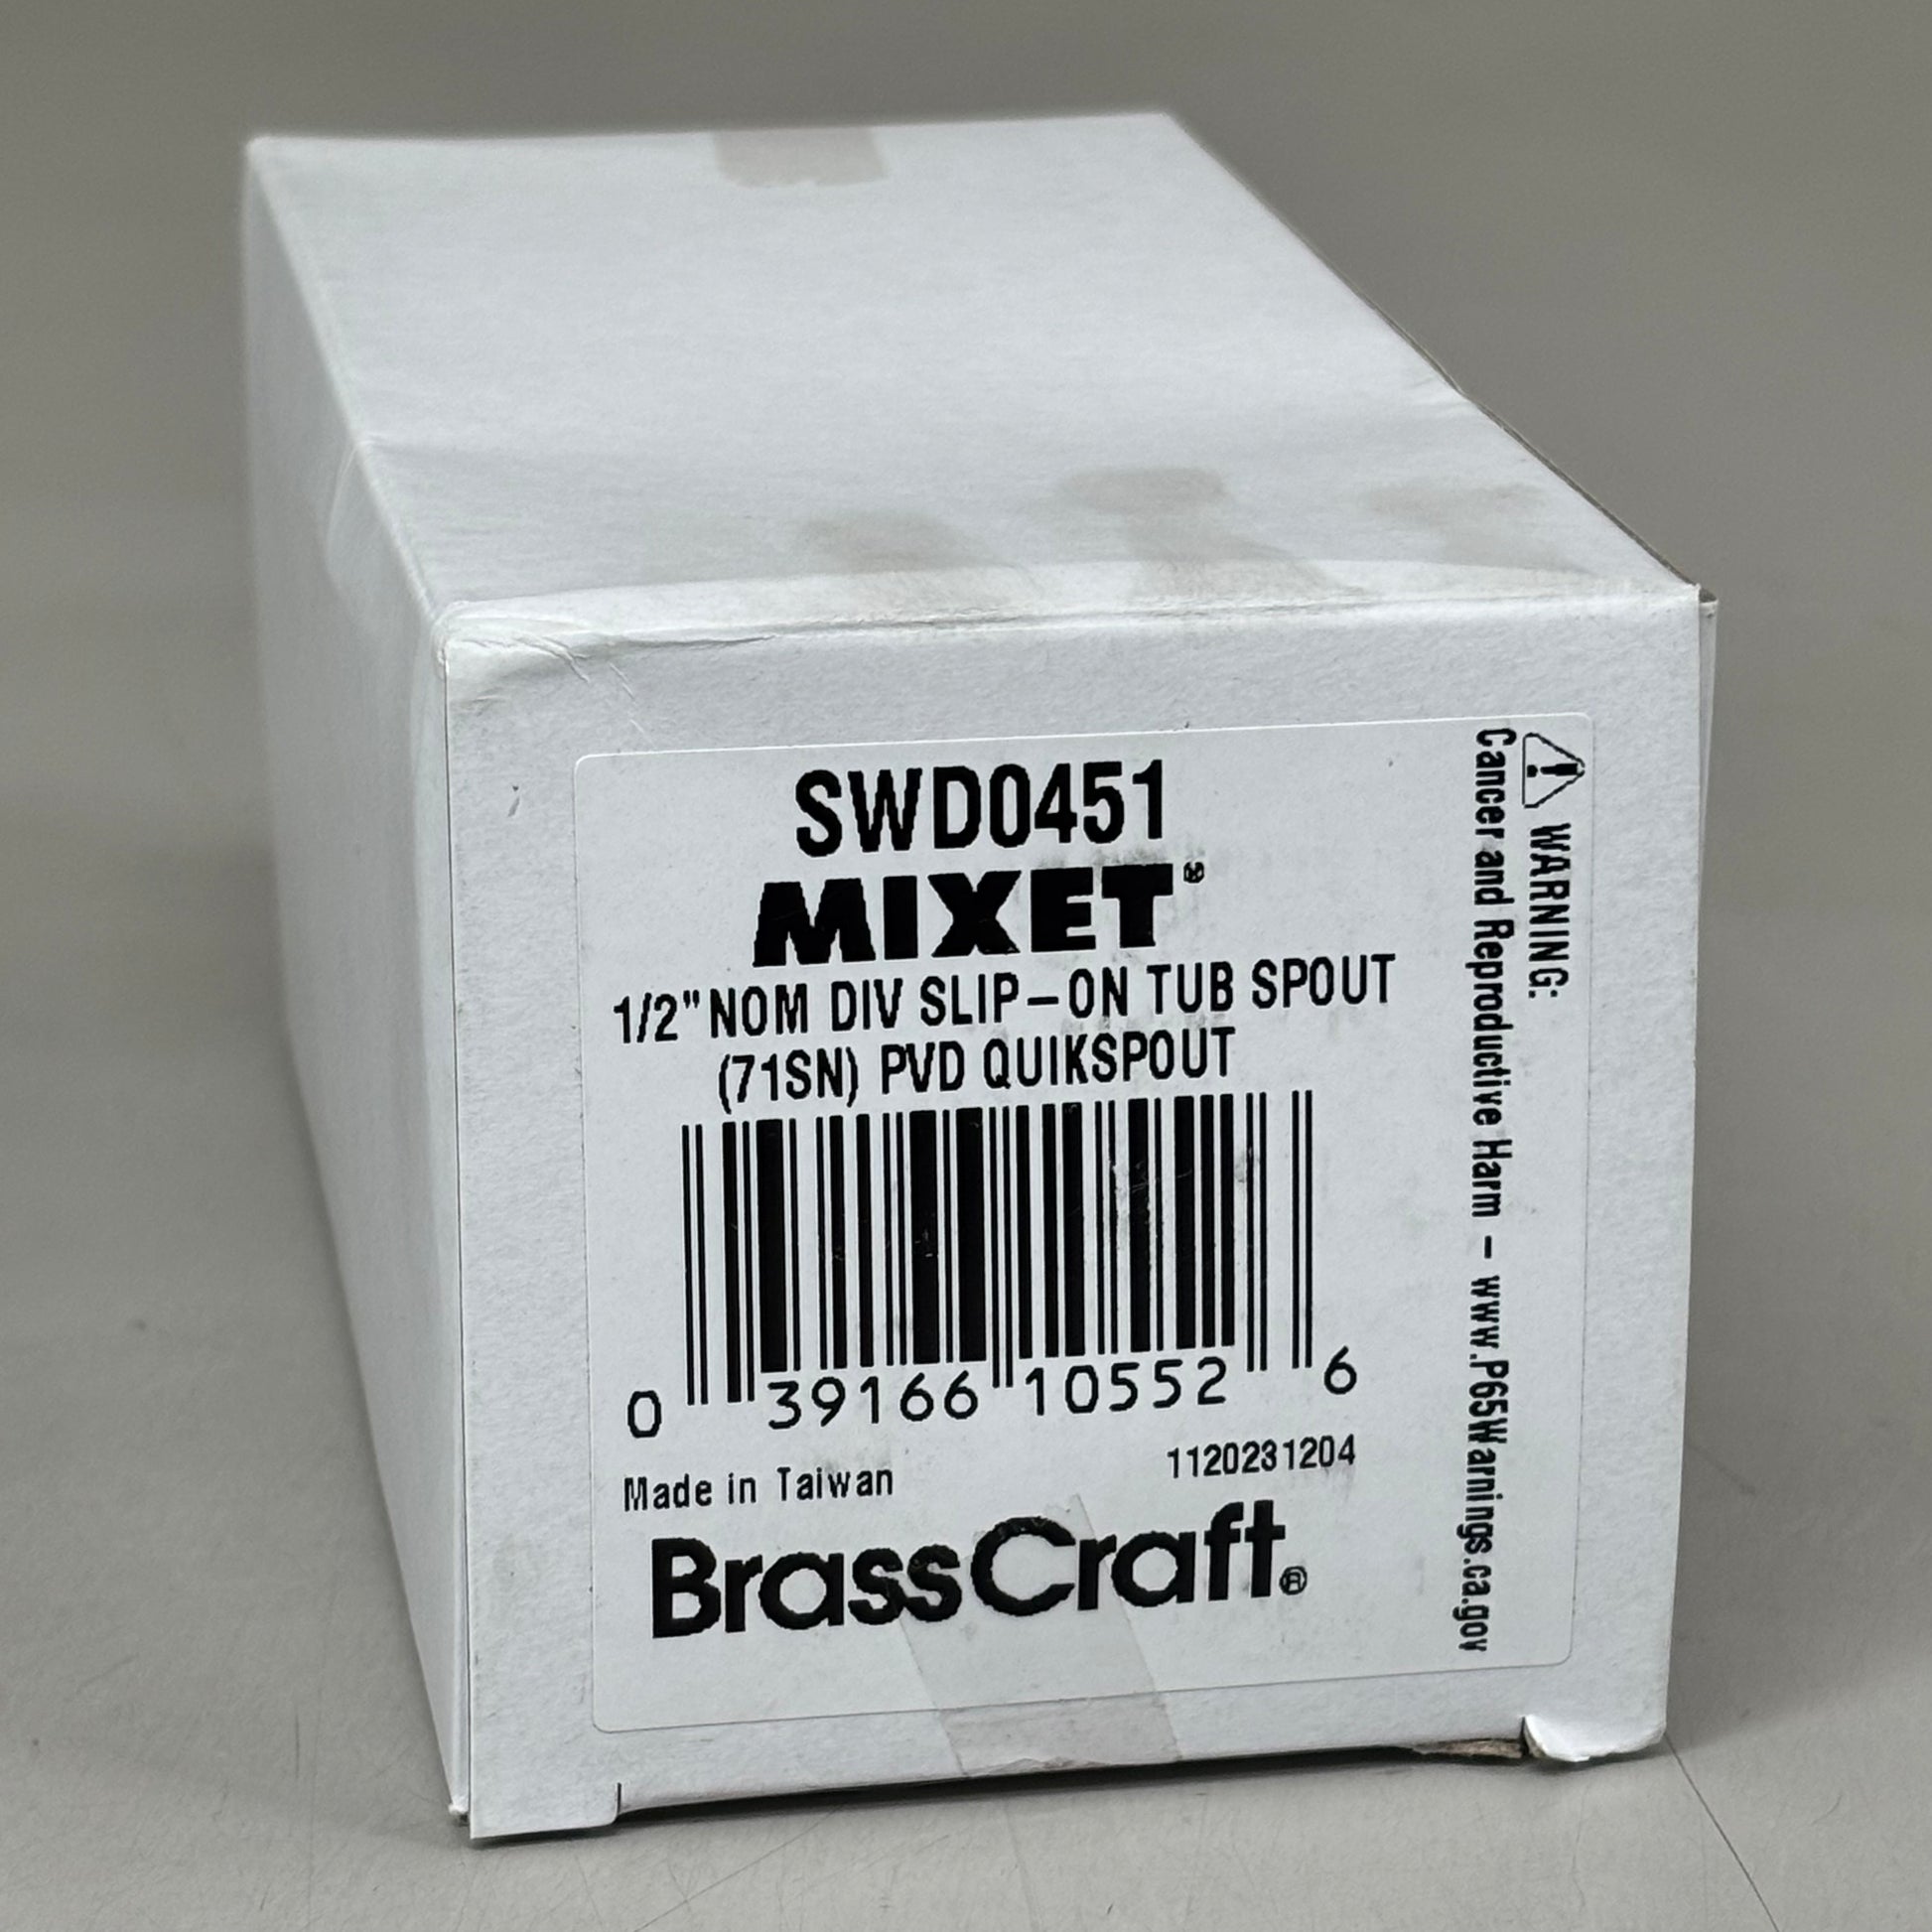 SWD0451
MIXET®
1/2" NOM DIV SLIP-ON TUB SPOUT
(71SN) PVD QUIKSPOUT
0 39166 10552 6
Made in Taiwan
1120231204
BrassCraft®
WARNING:
Cancer and Reproductive Harm - www.P65Warnings.ca.gov